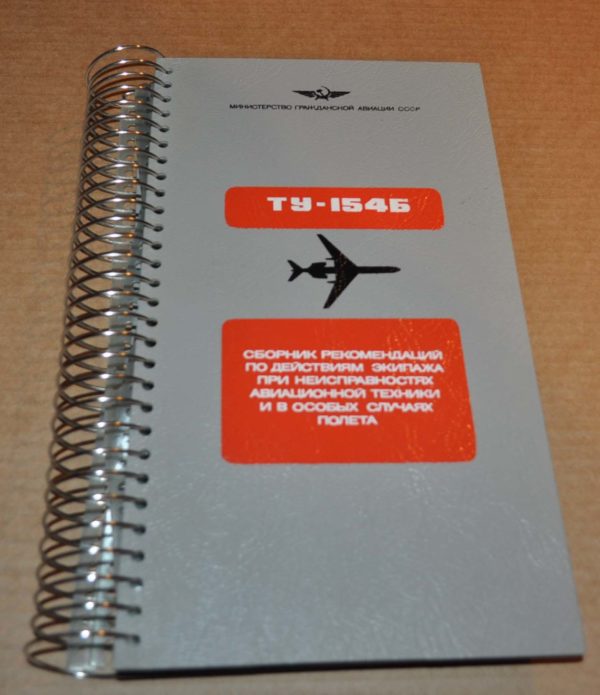 МИНИСТЕРСТВО ГРАЖДАНСКОЙ АВИАЦИИ СССР
ТУ-154Б
СБОРНИК РЕКОМЕНДАЦИЙ
ПО ДЕЙСТВИЯМ ЭКИПАЖА
ПРИ НЕИСПРАВНОСТЯХ
АВИАЦИОННОЙ ТЕХНИКИ
И В ОСОБЫХ СЛУЧАЯХ
ПОЛЕТА